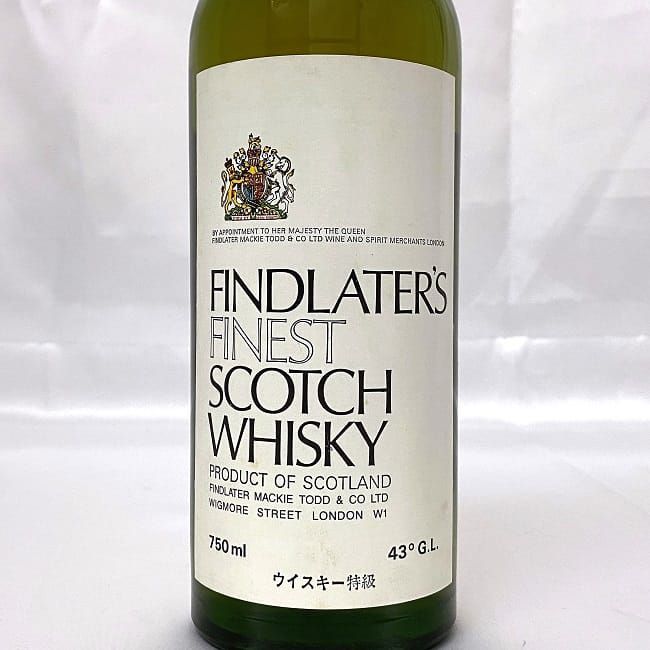 BY APPOINTMENT TO HER MAJESTY THE QUEEN
FINDLATER MACKIE TODD & CO LTD WINE AND SPIRIT MERCHANTS LONDON
FINDLATER'S
FINEST
SCOTCH
WHISKY
PRODUCT OF SCOTLAND
FINDLATER MACKIE TODD & CO LTD
WIGMORE STREET LONDON W1
750 ml 43° G.L.
ウイスキー特級